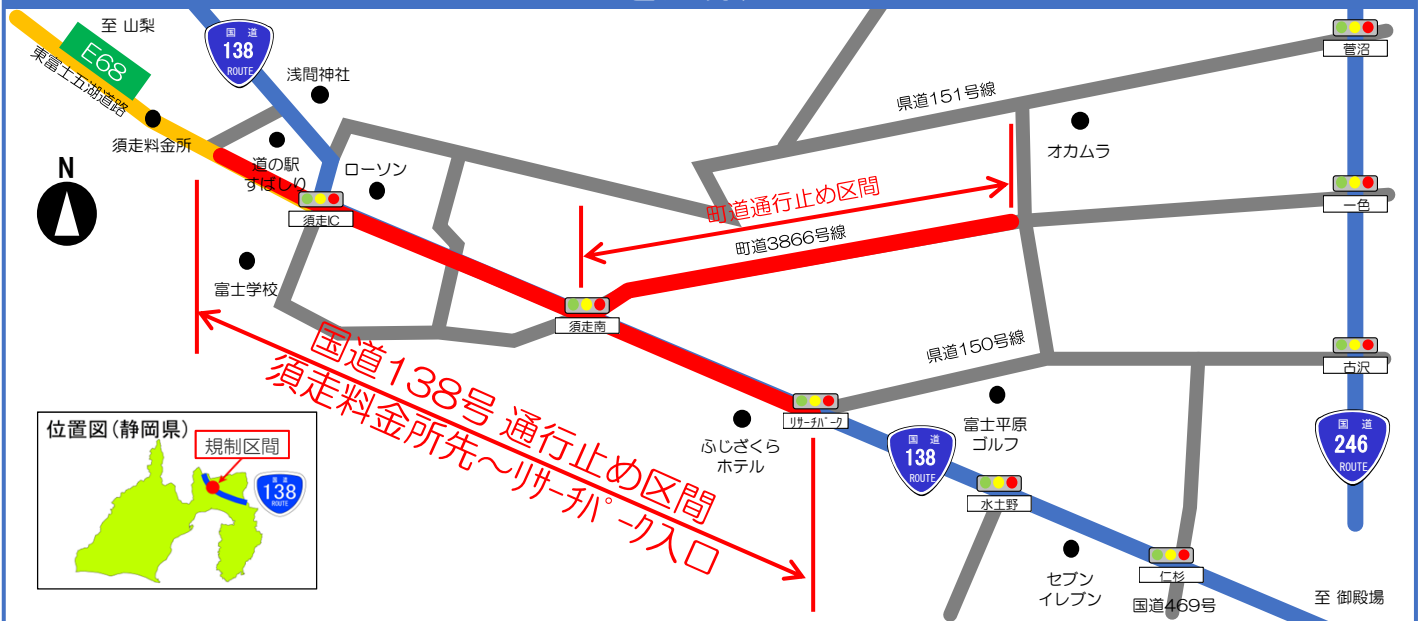 至 山梨
E68
東富士五湖道路
国 道
138
ROUTE
浅間神社
須走料金所
道の駅
すばしり
ローソン
須走IC
富士学校
N
県道151号線
オカムラ
菅沼
一色
町道通行止め区間
町道3866号線
須走南
県道150号線
古沢
国 道
246
ROUTE
国道138号 通行止め区間
須走料金所先～リサーチパーク入口
リサーチパーク
ふじざくら
ホテル
国 道
138
ROUTE
富士平原
ゴルフ
水土野
セブン
イレブン
仁杉
国道469号
至 御殿場
位置図(静岡県)
規制区間
国 道
138
ROUTE